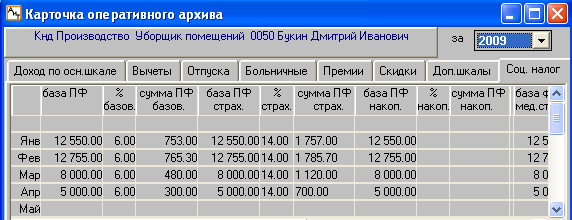 Карточка оперативного архива
Кнд Производство Уборщик помещений 0050 Букин Дмитрий Иванович за 2009
Доход по осн.шкале Вычеты Отпуска Больничные Премии Скидки Доп.шкалы Соц. налог
база ПФ % базов. сумма ПФ базов. база ПФ страх. % страх. сумма ПФ страх. база ПФ накоп. % накоп. сумма ПФ накоп. база Ф мед.ст
Янв 12 550.00 6.00 753.00 12 550.00 14.00 1 757.00 12 550.00 12 5
Фев 12 755.00 6.00 765.30 12 755.00 14.00 1 785.70 12 755.00 12 7
Мар 8 000.00 6.00 480.00 8 000.00 14.00 1 120.00 8 000.00 8 0
Апр 5 000.00 6.00 300.00 5 000.00 14.00 700.00 5 000.00 5 0
Май